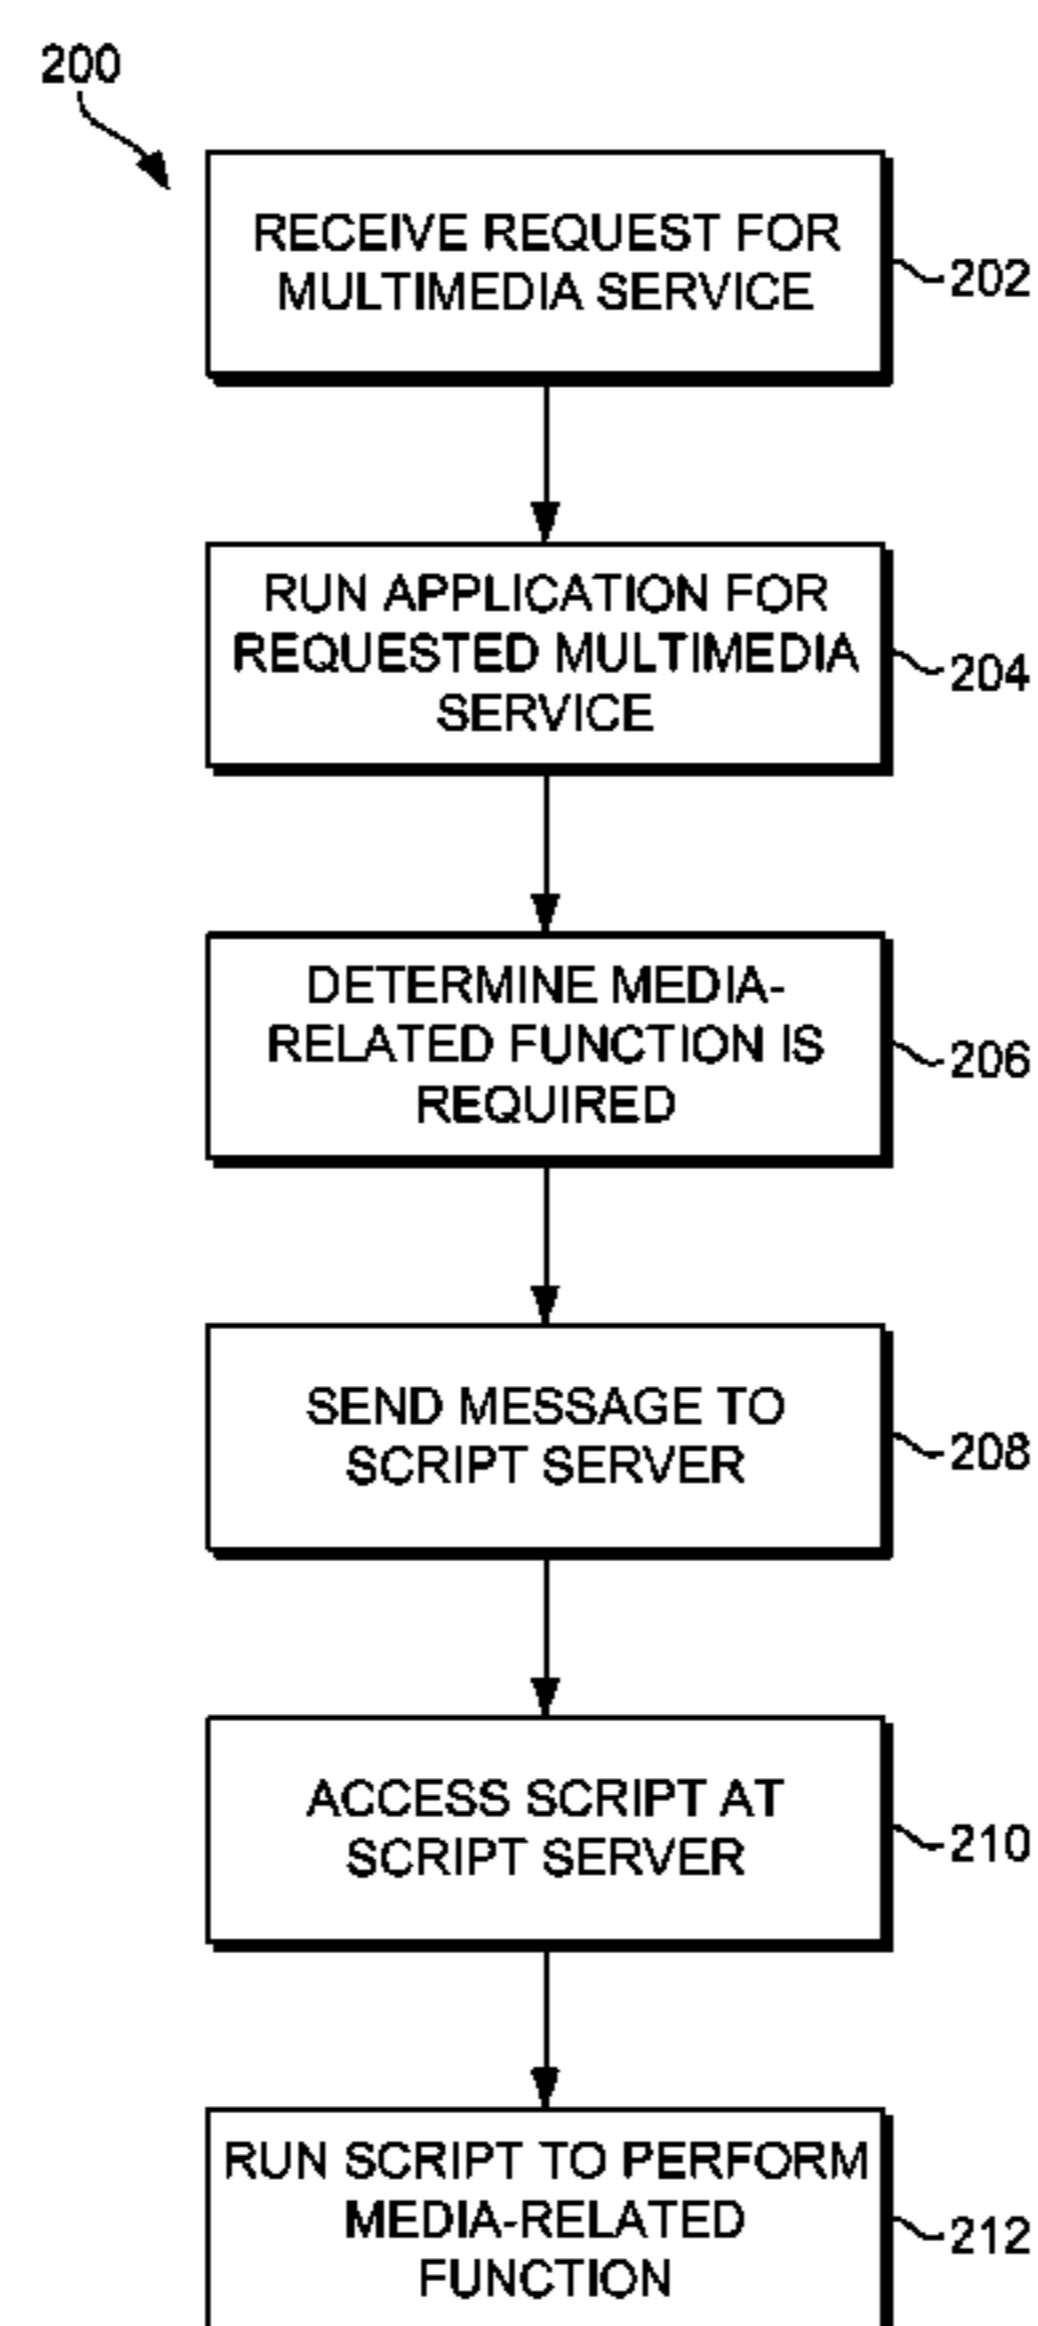 200
RECEIVE REQUEST FOR
MULTIMEDIA SERVICE
202
RUN APPLICATION FOR
REQUESTED MULTIMEDIA
SERVICE
204
DETERMINE MEDIA-
RELATED FUNCTION IS
REQUIRED
206
SEND MESSAGE TO
SCRIPT SERVER
208
ACCESS SCRIPT AT
SCRIPT SERVER
210
RUN SCRIPT TO PERFORM
MEDIA-RELATED
FUNCTION
212